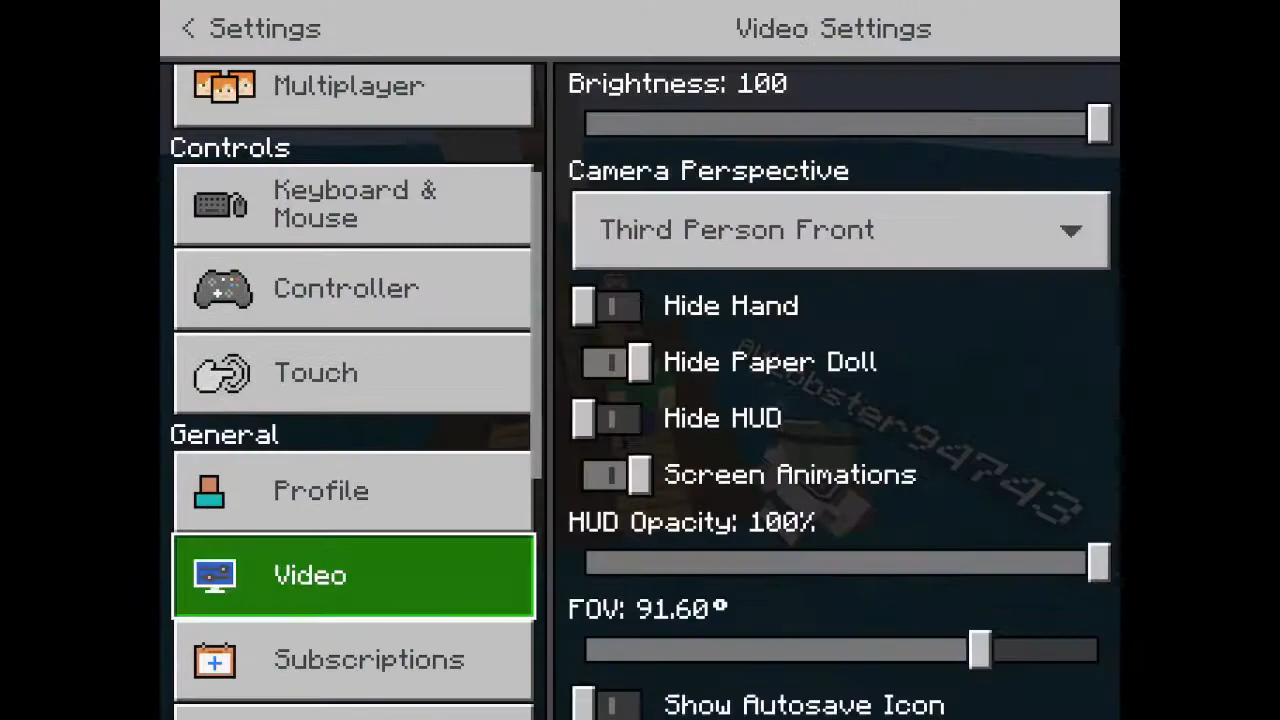 Settings
Video Settings
Multiplayer
Controls
Keyboard &
Mouse
Controller
Touch
General
Profile
Video
Subscriptions
Brightness: 100
Camera Perspective
Third Person Front
Hide Hand
Hide Paper Doll
Hide HUD
Screen Animations
HUD Opacity: 100%
FOV: 91.60°
Show Autosave Icon